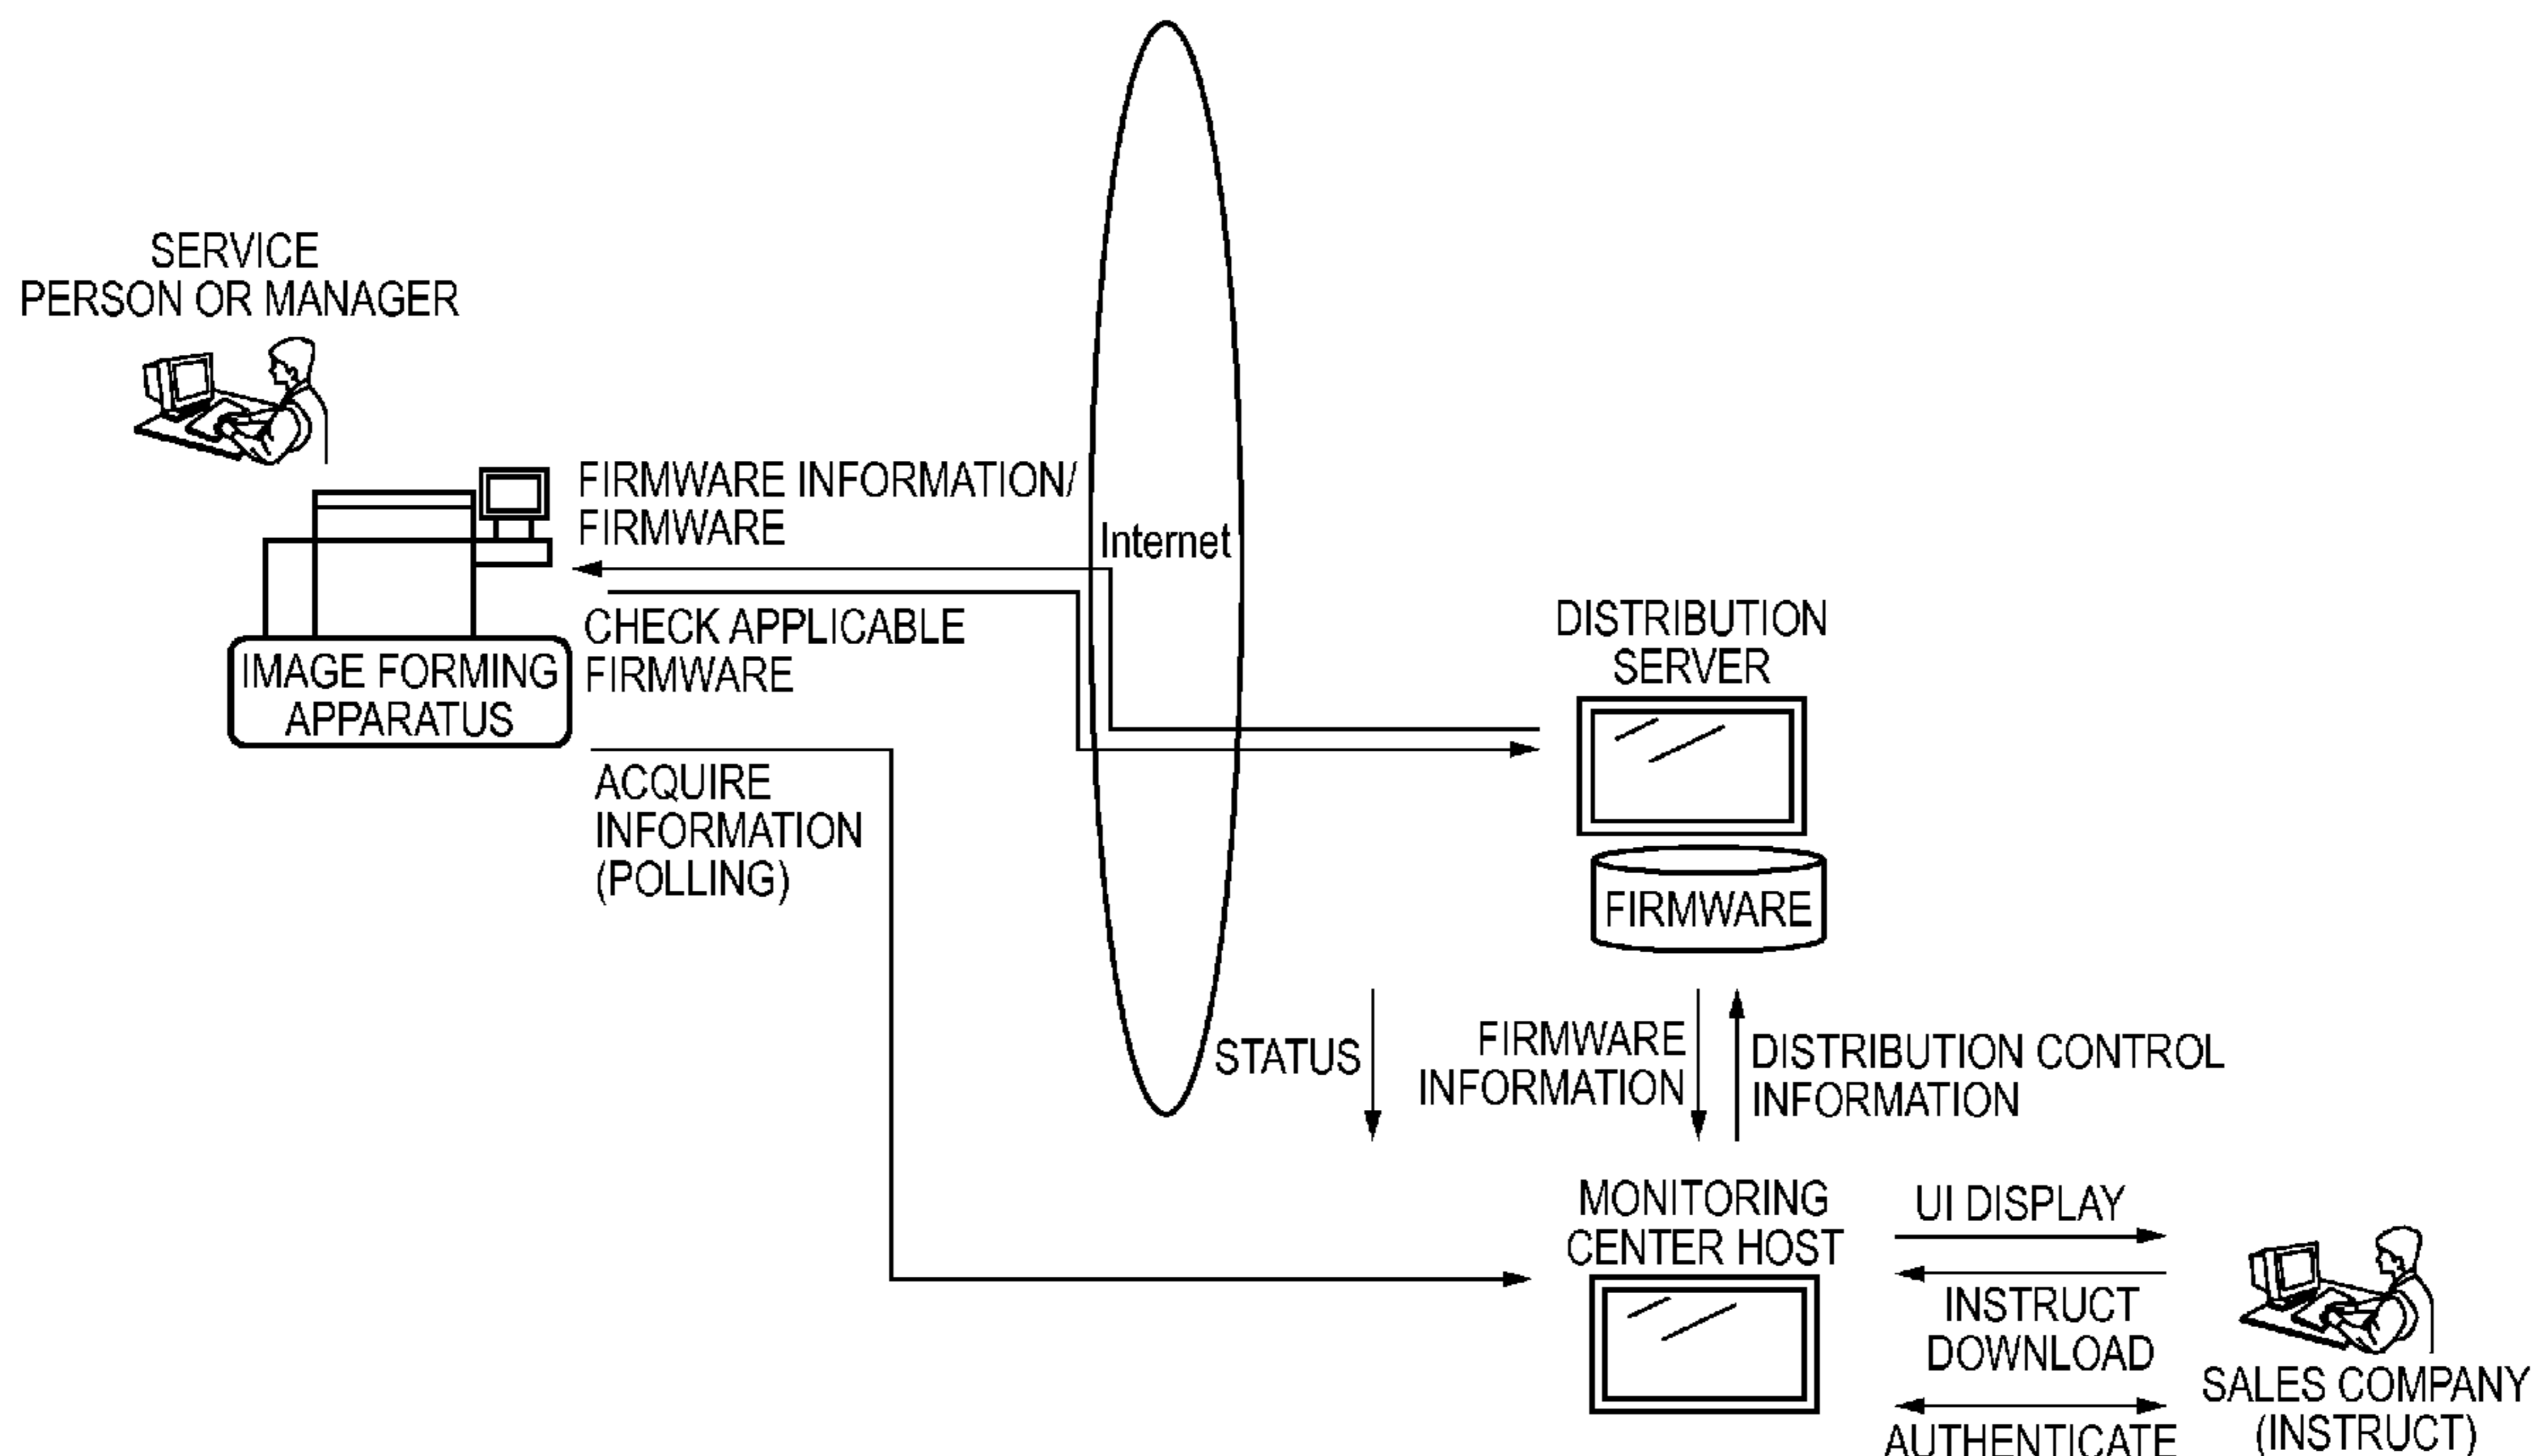 SERVICE
PERSON OR MANAGER
FIRMWARE INFORMATION/
FIRMWARE
Internet
CHECK APPLICABLE
FIRMWARE
IMAGE FORMING
APPARATUS
ACQUIRE
INFORMATION
(POLLING)
DISTRIBUTION
SERVER
FIRMWARE
STATUS
FIRMWARE
INFORMATION
DISTRIBUTION CONTROL
INFORMATION
MONITORING
CENTER HOST
UI DISPLAY
INSTRUCT
DOWNLOAD
AUTHENTICATE
SALES COMPANY
(INSTRUCT)